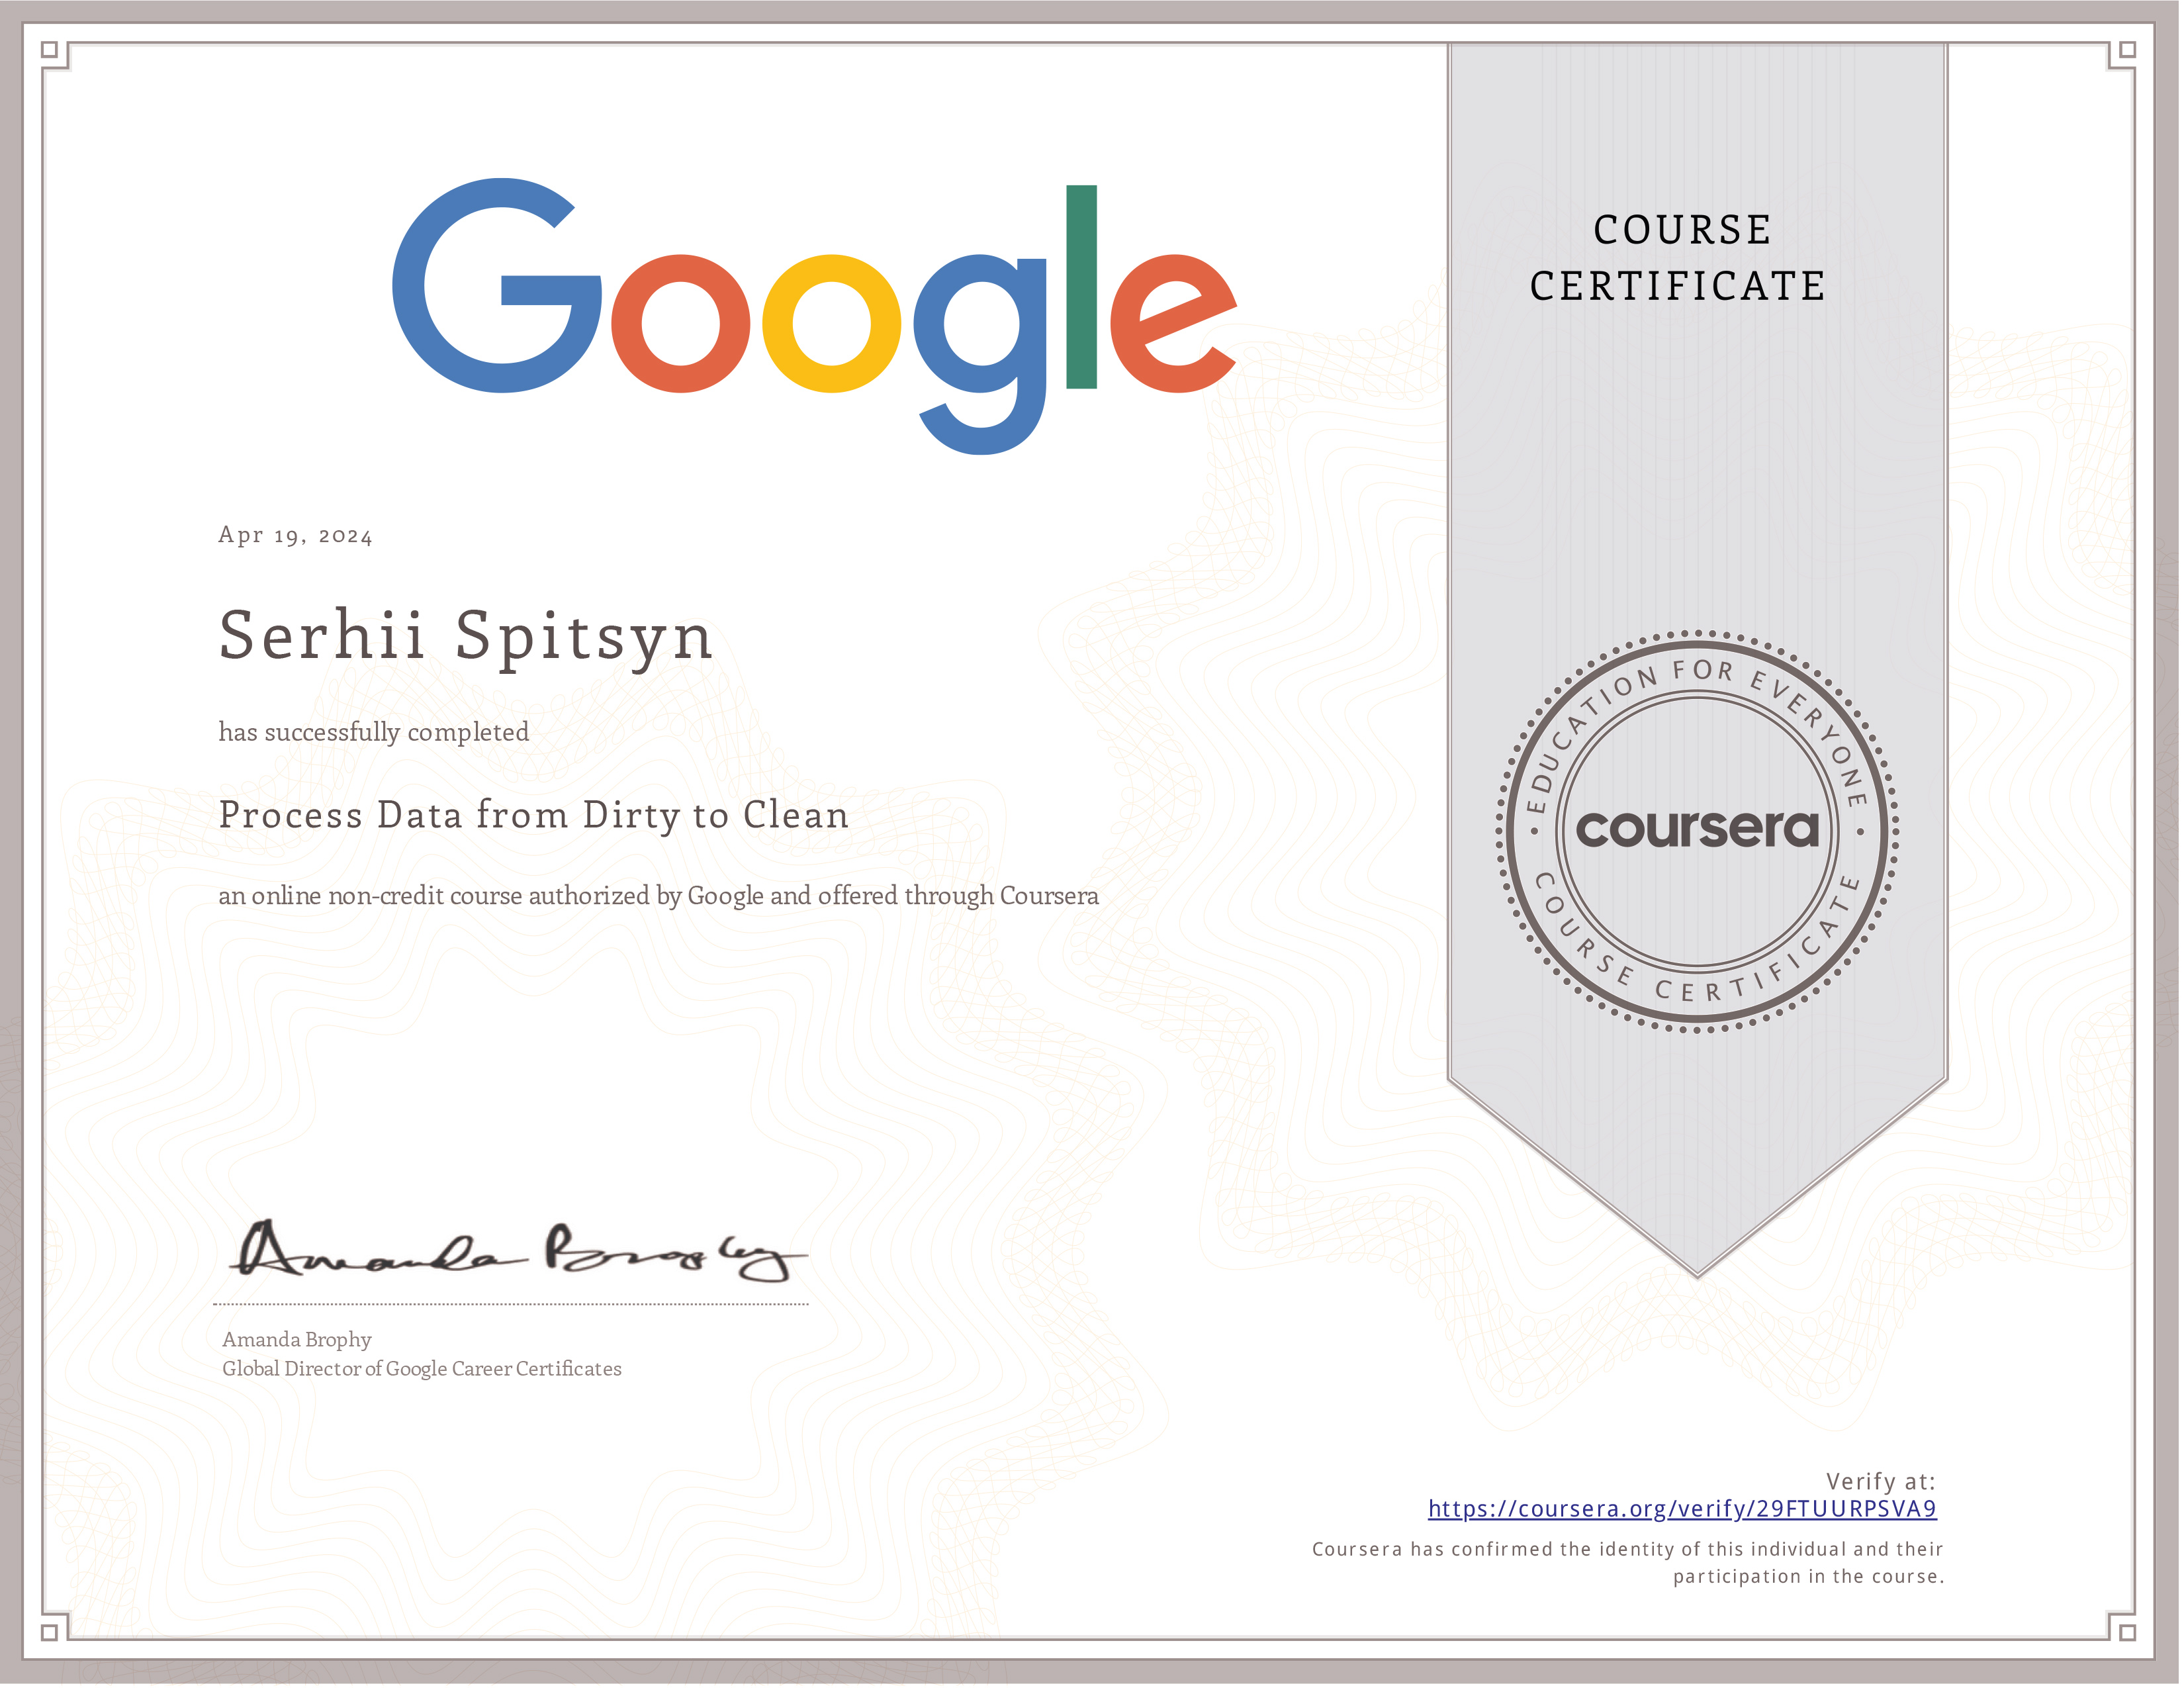 Google
COURSE
CERTIFICATE
Apr 19, 2024
Serhii Spitsyn
has successfully completed
Process Data from Dirty to Clean
an online non-credit course authorized by Google and offered through Coursera
EDUCATION FOR EVERYONE
coursera
COURSE CERTIFICATE
Amanda Brophy
Amanda Brophy
Global Director of Google Career Certificates
Verify at:
https://coursera.org/verify/29FTUURPSVA9
Coursera has confirmed the identity of this individual and their
participation in the course.